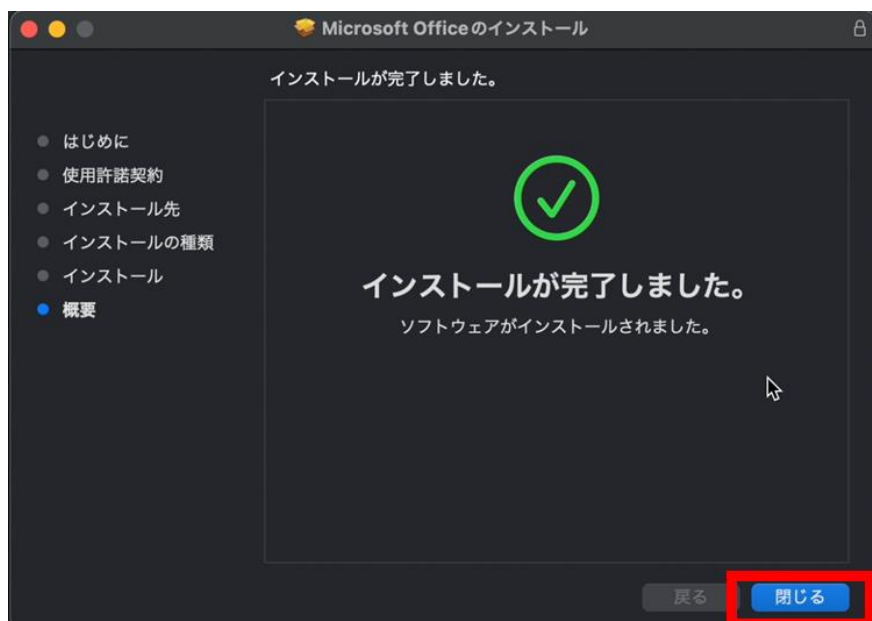 Microsoft Officeのインストール
インストールが完了しました。
はじめに
使用許諾契約
インストール先
インストールの種類
インストール
概要
インストールが完了しました。
ソフトウェアがインストールされました。
戻る
閉じる